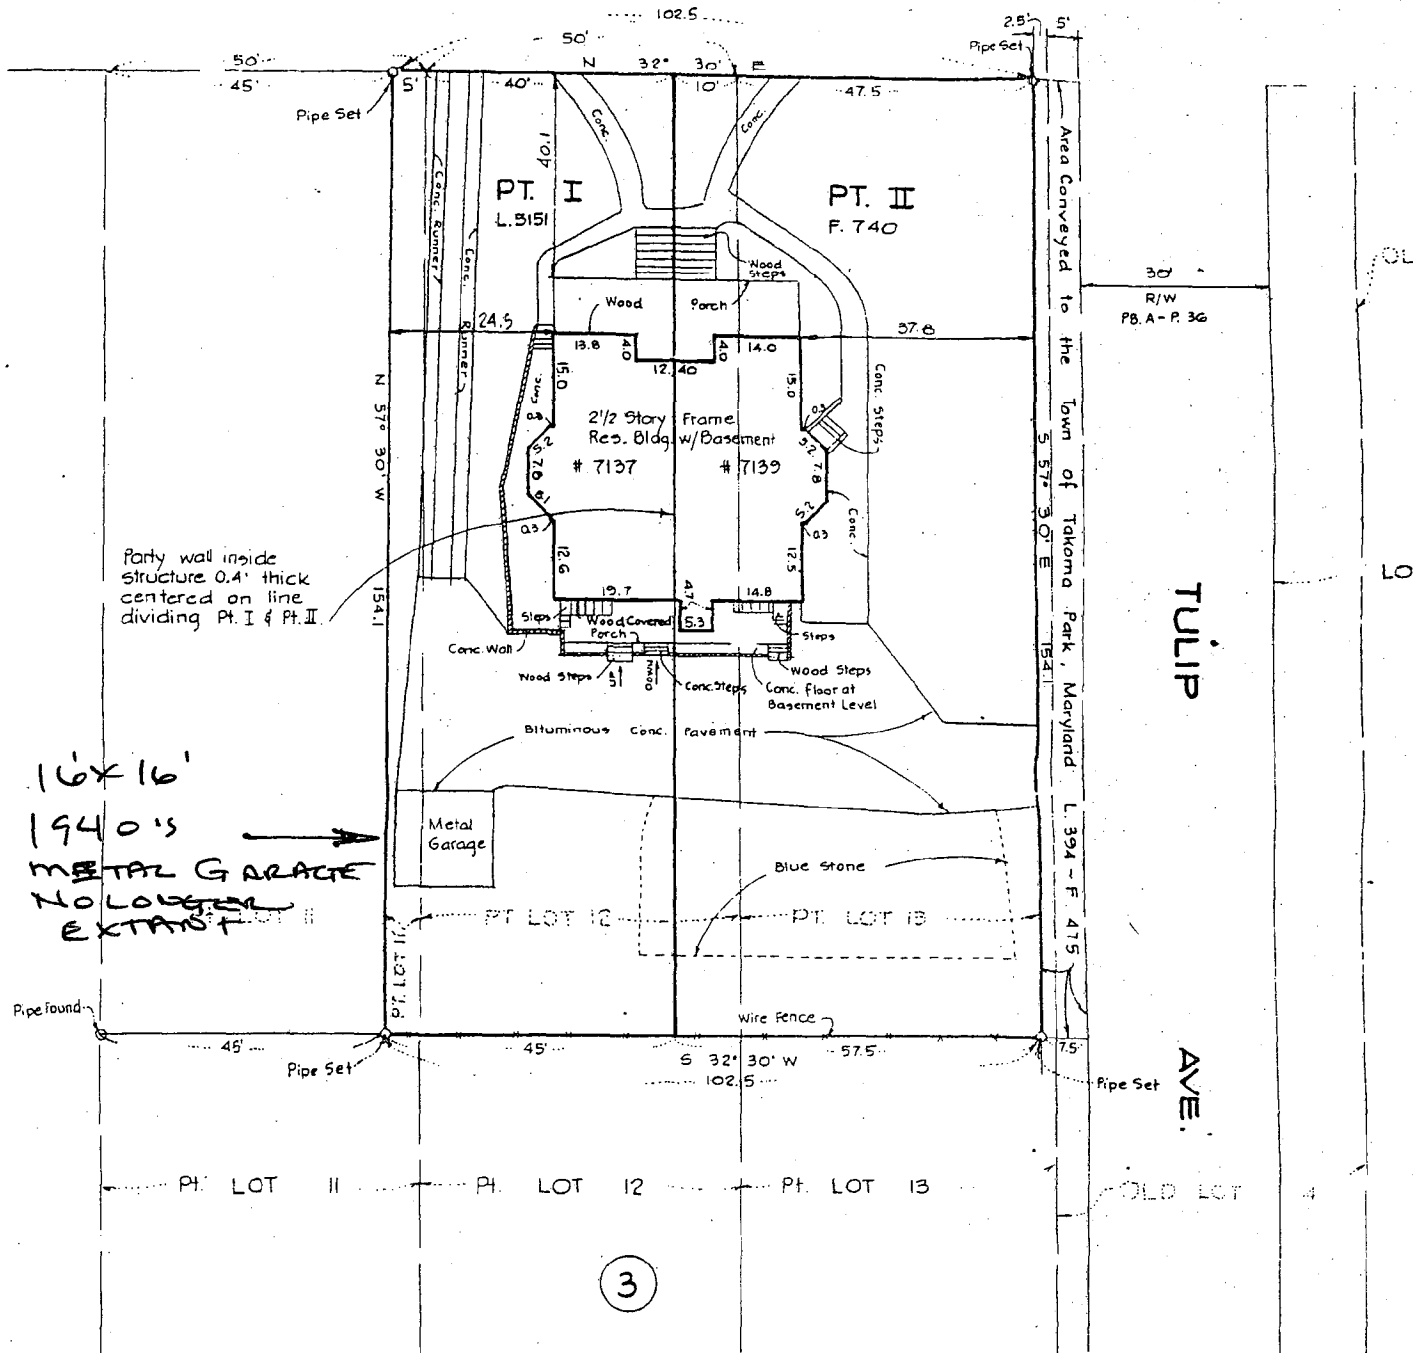 102.5
2.5' 5'
50'
50' N 32° 30' E
Pipe Set
45' 5' 40' 10' 47.5
Pipe Set
Conc.
Conc.
40.1
Area Conveyed to the Town of Takoma Park, Maryland L. 394 - F 475
PT. I
L.5151
PT. II
F. 740
Conc. Runner
Conc. Runner
Wood
Steps
30'
R/W
PB. A - P. 36
Wood
Porch
24.5
37.8
13.8
4.0
12.40
4.0
14.0
15.0
15.0
Conc.
Conc. Steps
N 57° 30' W 154.1
S 57° 30' E 154.1
2 1/2 Story Frame
Res. Bldg. w/Basement
# 7137
# 7139
0.3
5.2
7.8
0.3
0.3
5.2
7.8
5.2
0.3
Conc.
12.6
12.5
Party wall inside
structure 0.4' thick
centered on line
dividing Pt. I & Pt. II.
19.7
4.7
14.8
5.3
Steps
Wood Covered
Porch
Steps
Conc. Wall
Wood Steps
Conc. Steps
Wood Steps
Conc. Floor at
Basement Level
Bituminous Conc. Pavement
TULIP AVE.
16'x16'
1940's
METAL GARAGE
NO LONGER
EXTANT
Metal
Garage
Blue Stone
LOT 11
PT LOT 12
PT. LOT 13
PT. LOT 11
Pipe Found
Wire Fence
45'
45'
S 32° 30' W
57.5
7.5
102.5
Pipe Set
Pipe Set
Pt. LOT 11
Pt. LOT 12
Pt. LOT 13
OLD LOT 4
OL
LO
3